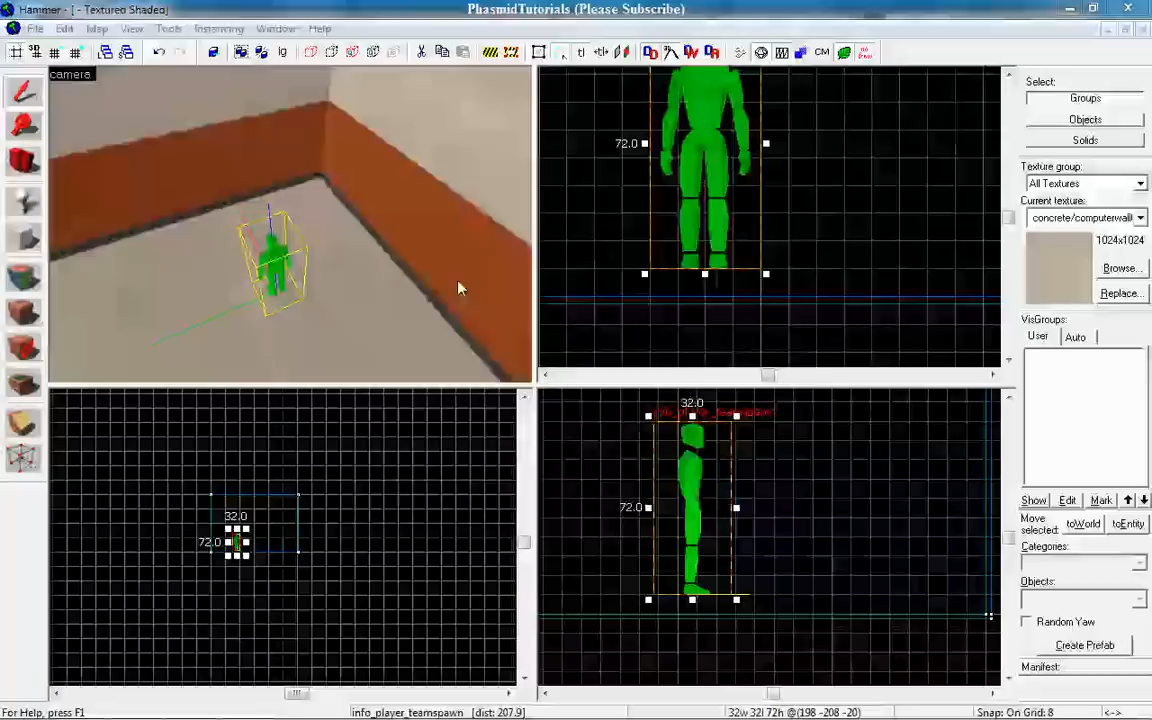 Hammer - [ - Textured Shaded]
PhasmidTutorials (Please Subscribe)
File Edit Map View Tools Instancing Window Help
camera
72.0
32.0
72.0
32.0
72.0
Select:
Groups
Objects
Solids
Texture group:
All Textures
Current texture:
concrete/computerwall
1024x1024
Browse...
Replace...
VisGroups:
User Auto
Show Edit Mark
Move selected: toWorld toEntity
Categories:
Objects:
Random Yaw
Create Prefab
Manifest:
For Help, press F1
info_player_teamspawn [dist: 207.9]
32w 32l 72h @(198 -208 -20)
Snap: On Grid: 8
<->